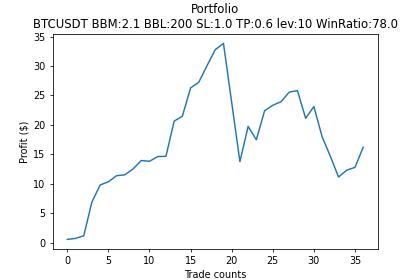 Portfolio
BTCUSDT BBM:2.1 BBL:200 SL:1.0 TP:0.6 lev:10 WinRatio:78.0
Profit ($)
35
30
25
20
15
10
5
0
0 5 10 15 20 25 30 35
Trade counts